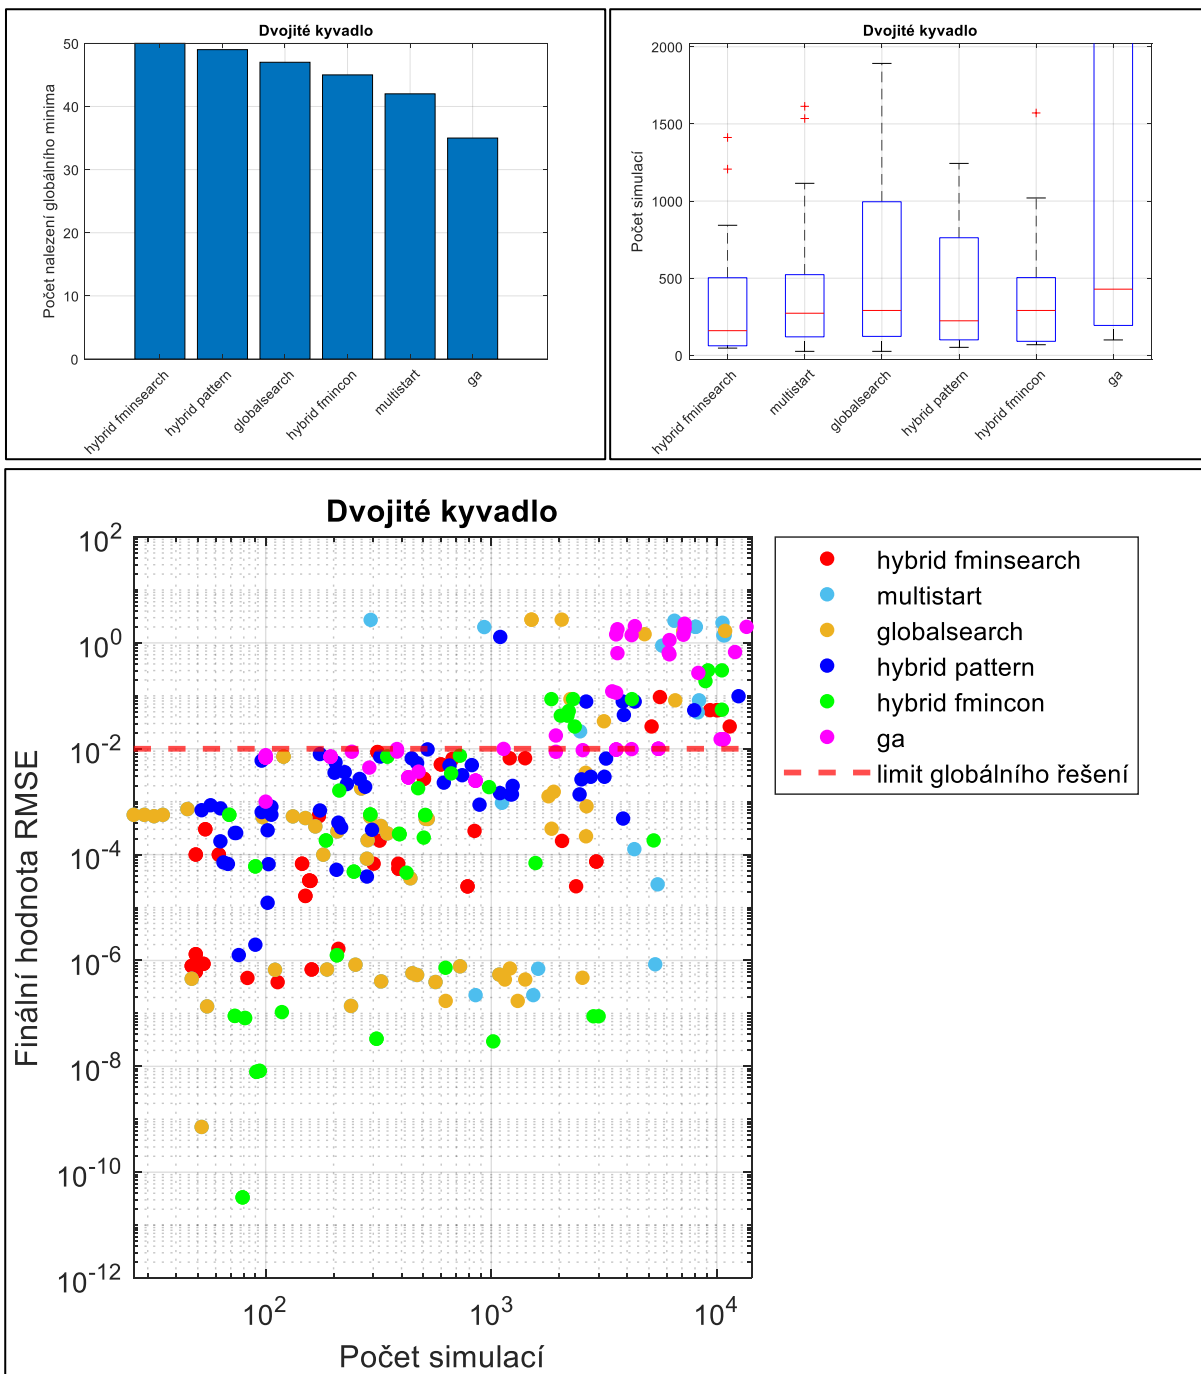 Dvojité kyvadlo
Počet nalezení globálního minima
50
40
30
20
10
0
hybrid fminsearch
hybrid pattern
globalsearch
hybrid fmincon
multistart
ga
Dvojité kyvadlo
Počet simulací
2000
1500
1000
500
0
hybrid fminsearch
multistart
globalsearch
hybrid pattern
hybrid fmincon
ga
Dvojité kyvadlo
Finální hodnota RMSE
10^2
10^0
10^-2
10^-4
10^-6
10^-8
10^-10
10^-12
10^2
10^3
10^4
Počet simulací
hybrid fminsearch
multistart
globalsearch
hybrid pattern
hybrid fmincon
ga
limit globálního řešení